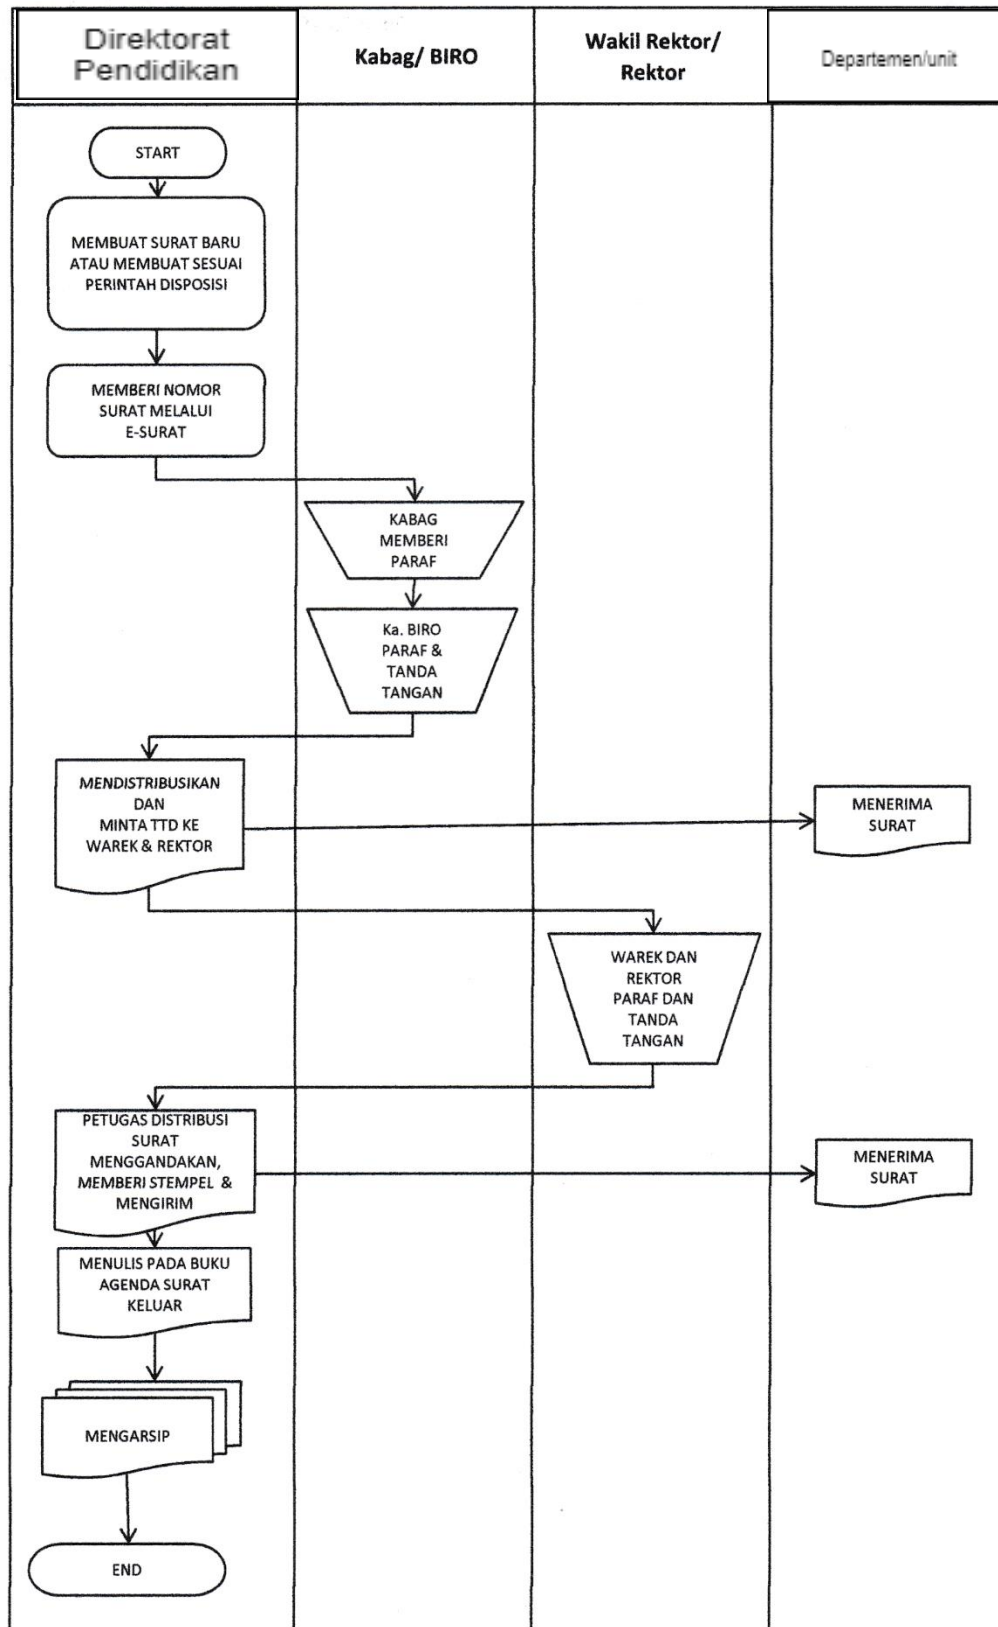 Direktorat
Pendidikan
Kabag/ BIRO
Wakil Rektor/
Rektor
Departemen/unit
START
MEMBUAT SURAT BARU
ATAU MEMBUAT SESUAI
PERINTAH DISPOSISI
MEMBERI NOMOR
SURAT MELALUI
E-SURAT
KABAG
MEMBERI
PARAF
Ka. BIRO
PARAF &
TANDA
TANGAN
MENDISTRIBUSIKAN
DAN
MINTA TTD KE
WAREK & REKTOR
MENERIMA
SURAT
WAREK DAN
REKTOR
PARAF DAN
TANDA
TANGAN
PETUGAS DISTRIBUSI
SURAT
MENGGANDAKAN,
MEMBERI STEMPEL &
MENGIRIM
MENERIMA
SURAT
MENULIS PADA BUKU
AGENDA SURAT
KELUAR
MENGARSIP
END